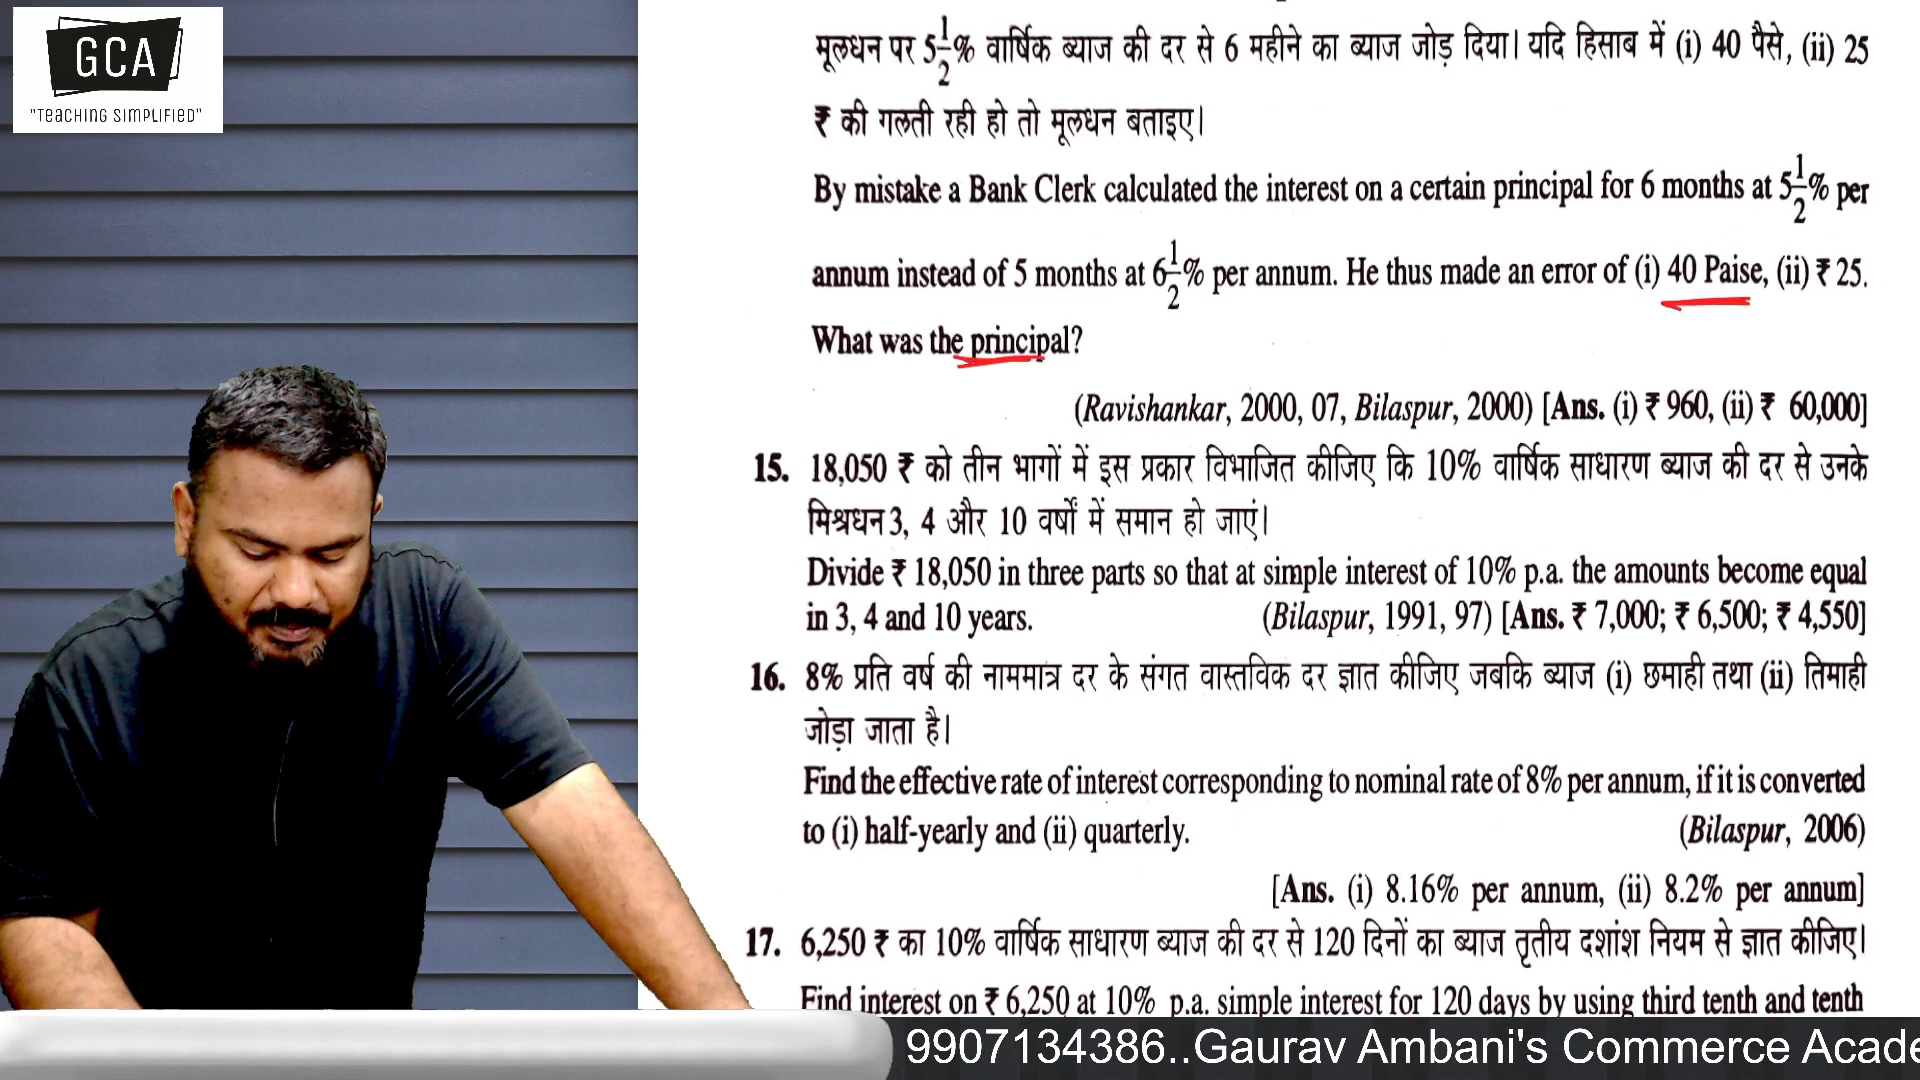 GCA
"Teaching Simplified"
मूलधन पर 5 1/2% वार्षिक ब्याज की दर से 6 महीने का ब्याज जोड़ दिया। यदि हिसाब में (i) 40 पैसे, (ii) 25
₹ की गलती रही हो तो मूलधन बताइए।
By mistake a Bank Clerk calculated the interest on a certain principal for 6 months at 5 1/2% per
annum instead of 5 months at 6 1/2% per annum. He thus made an error of (i) 40 Paise, (ii) ₹ 25.
What was the principal?
(Ravishankar, 2000, 07, Bilaspur, 2000) [Ans. (i) ₹ 960, (ii) ₹ 60,000]
15. 18,050 ₹ को तीन भागों में इस प्रकार विभाजित कीजिए कि 10% वार्षिक साधारण ब्याज की दर से उनके
मिश्रधन 3, 4 और 10 वर्षों में समान हो जाएं।
Divide ₹ 18,050 in three parts so that at simple interest of 10% p.a. the amounts become equal
in 3, 4 and 10 years. (Bilaspur, 1991, 97) [Ans. ₹ 7,000; ₹ 6,500; ₹ 4,550]
16. 8% प्रति वर्ष की नाममात्र दर के संगत वास्तविक दर ज्ञात कीजिए जबकि ब्याज (i) छमाही तथा (ii) तिमाही
जोड़ा जाता है।
Find the effective rate of interest corresponding to nominal rate of 8% per annum, if it is converted
to (i) half-yearly and (ii) quarterly. (Bilaspur, 2006)
[Ans. (i) 8.16% per annum, (ii) 8.2% per annum]
17. 6,250 ₹ का 10% वार्षिक साधारण ब्याज की दर से 120 दिनों का ब्याज तृतीय दशांश नियम से ज्ञात कीजिए।
Find interest on ₹ 6,250 at 10% p.a. simple interest for 120 days by using third tenth and tenth
9907134386..Gaurav Ambani's Commerce Acade